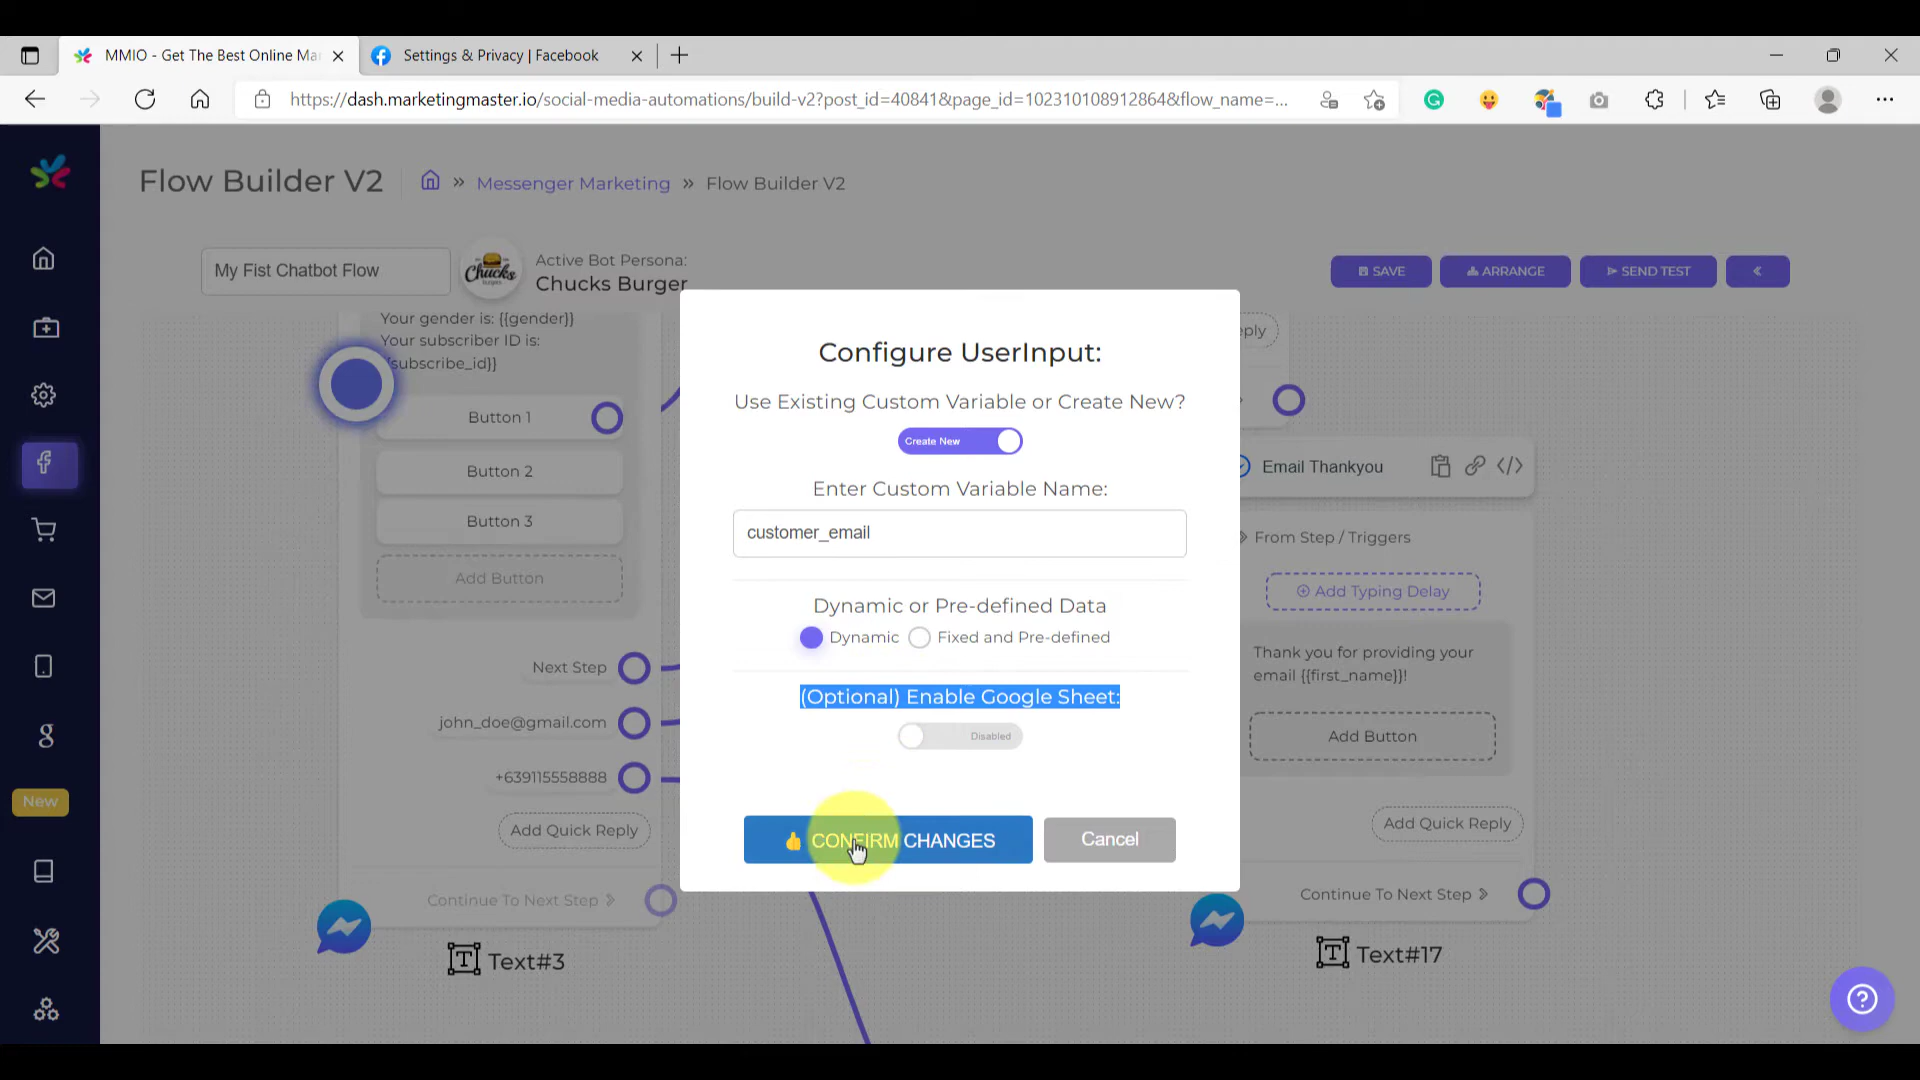 MMIO - Get The Best Online Ma
Settings & Privacy | Facebook
https://dash.marketingmaster.io/social-media-automations/build-v2?post_id=40841&page_id=102310108912864&flow_name=...
Flow Builder V2
» Messenger Marketing » Flow Builder V2
My Fist Chatbot Flow
Chucks
Active Bot Persona:
Chucks Burger
SAVE
ARRANGE
SEND TEST
Your gender is: {{gender}}
Your subscriber ID is:
subscribe_id}}
Button 1
Button 2
Button 3
Add Button
Next Step
john_doe@gmail.com
+639115558888
Add Quick Reply
Continue To Next Step
Text#3
Configure UserInput:
Use Existing Custom Variable or Create New?
Create New
Enter Custom Variable Name:
customer_email
Dynamic or Pre-defined Data
Dynamic
Fixed and Pre-defined
(Optional) Enable Google Sheet:
Disabled
CONFIRM CHANGES
Cancel
eply
Email Thankyou
From Step / Triggers
Add Typing Delay
Thank you for providing your
email {{first_name}}!
Add Button
Add Quick Reply
Continue To Next Step
Text#17
New